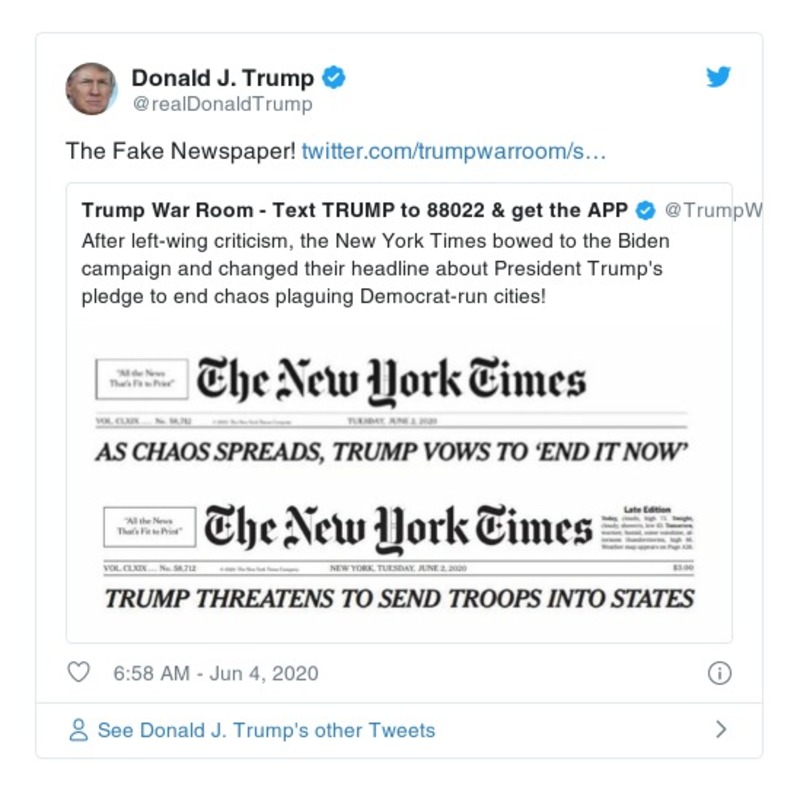 Donald J. Trump
@realDonaldTrump
The Fake Newspaper! twitter.com/trumpwarroom/s…
Trump War Room - Text TRUMP to 88022 & get the APP @TrumpW
After left-wing criticism, the New York Times bowed to the Biden
campaign and changed their headline about President Trump's
pledge to end chaos plaguing Democrat-run cities!
"All the News
That's Fit to Print"
The New York Times
VOL. CLXIX .... No. 58,712
TUESDAY, JUNE 2, 2020
AS CHAOS SPREADS, TRUMP VOWS TO 'END IT NOW'
"All the News
That's Fit to Print"
The New York Times
Late Edition
VOL. CLXIX .... No. 58,712
NEW YORK, TUESDAY, JUNE 2, 2020
$3.00
TRUMP THREATENS TO SEND TROOPS INTO STATES
6:58 AM - Jun 4, 2020
See Donald J. Trump's other Tweets